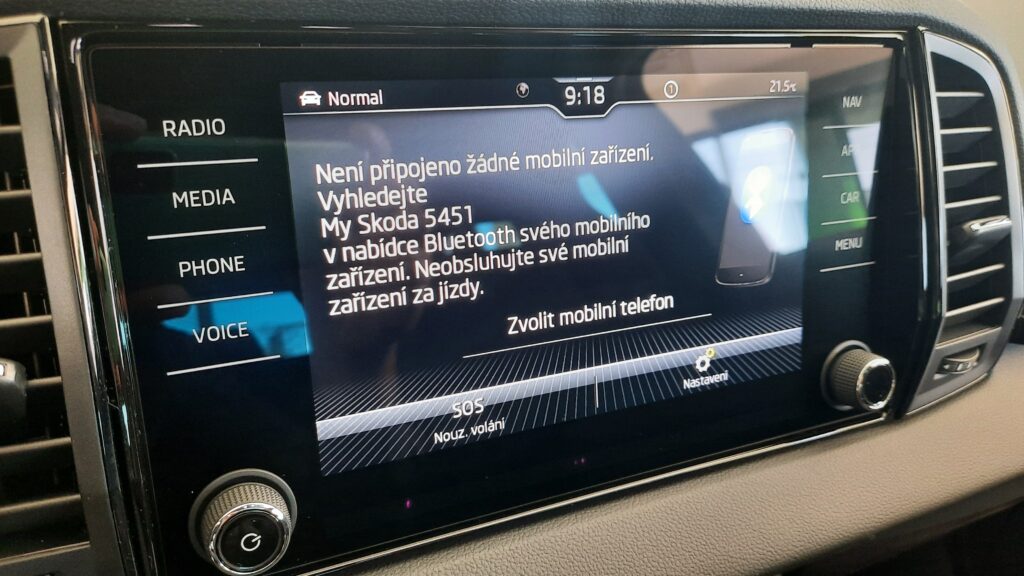 Normal
9:18
1
21.5°C
RADIO
MEDIA
PHONE
VOICE
Není připojeno žádné mobilní zařízení.
Vyhledejte
My Skoda 5451
v nabídce Bluetooth svého mobilního
zařízení. Neobsluhujte své mobilní
zařízení za jízdy.
Zvolit mobilní telefon
SOS
Nouz. volání
Nastavení
NAV
CAR
MENU